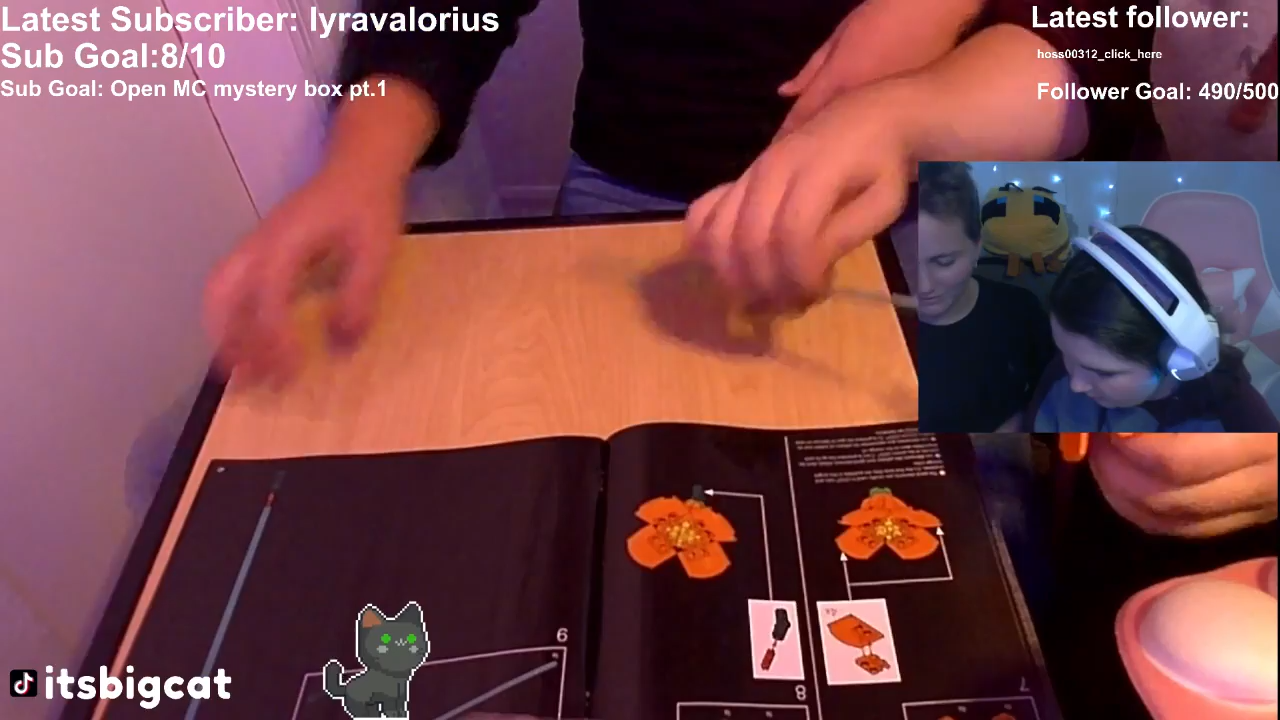 Latest Subscriber: lyravalorius
Sub Goal:8/10
Sub Goal: Open MC mystery box pt.1
Latest follower:
hoss00312_click_here
Follower Goal: 490/500
9
8
7
itsbigcat